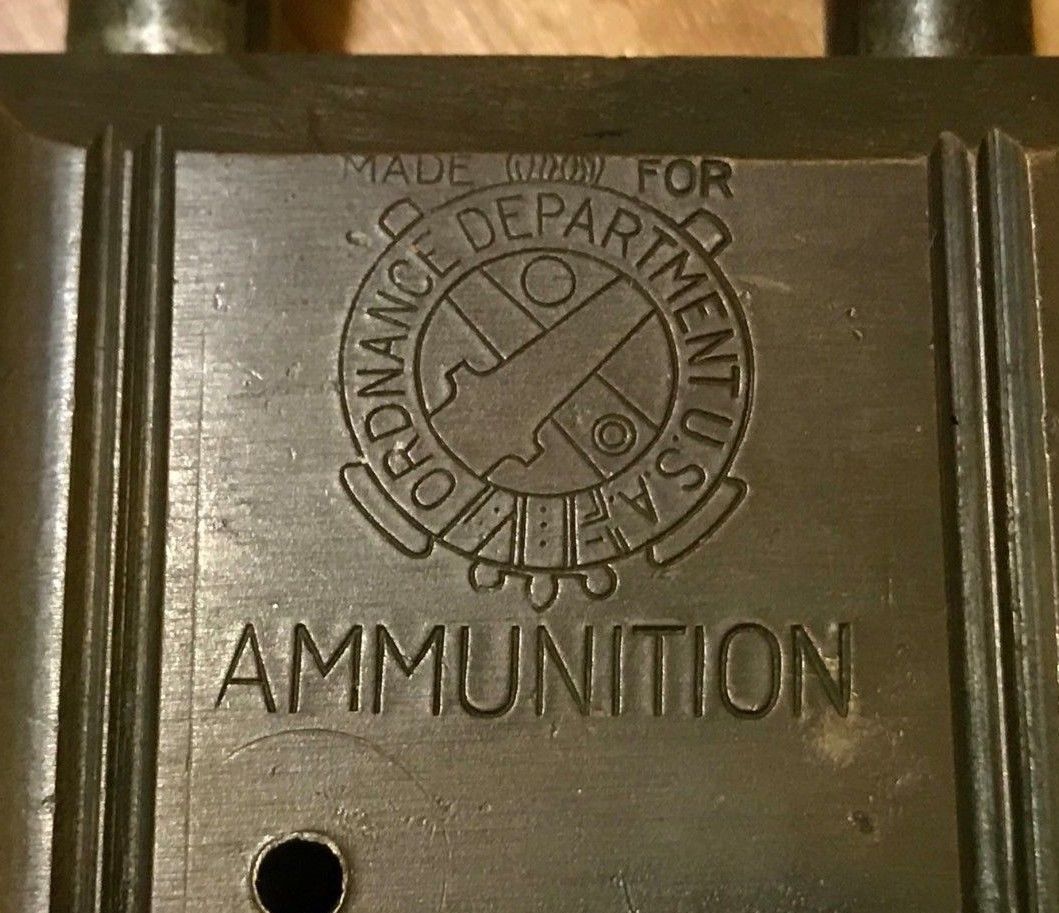 MADE FOR
ORDNANCE DEPARTMENT U.S.A.
AMMUNITION